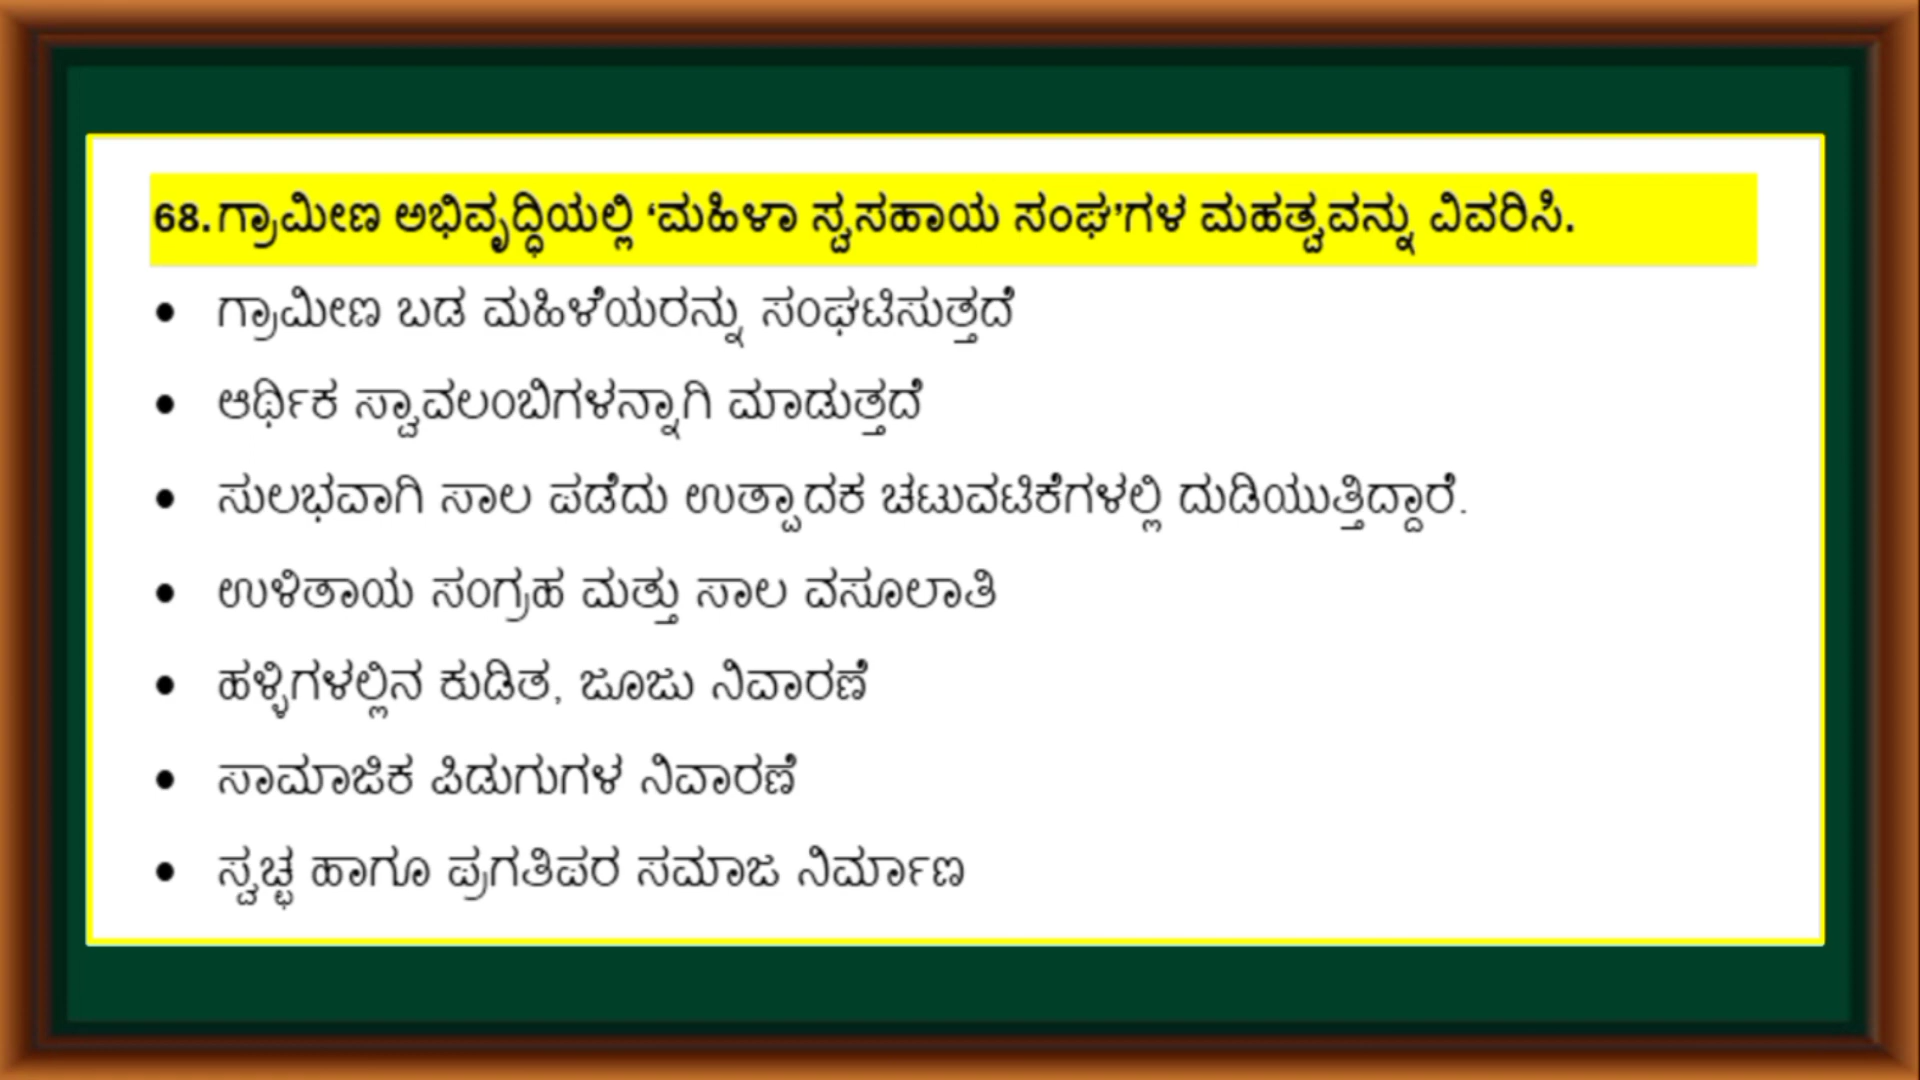 68. ಗ್ರಾಮೀಣ ಅಭಿವೃದ್ಧಿಯಲ್ಲಿ ‘ಮಹಿಳಾ ಸ್ವಸಹಾಯ ಸಂಘ’ಗಳ ಮಹತ್ವವನ್ನು ವಿವರಿಸಿ.
● ಗ್ರಾಮೀಣ ಬಡ ಮಹಿಳೆಯರನ್ನು ಸಂಘಟಿಸುತ್ತದೆ
● ಆರ್ಥಿಕ ಸ್ವಾವಲಂಬಿಗಳನ್ನಾಗಿ ಮಾಡುತ್ತದೆ
● ಸುಲಭವಾಗಿ ಸಾಲ ಪಡೆದು ಉತ್ಪಾದಕ ಚಟುವಟಿಕೆಗಳಲ್ಲಿ ದುಡಿಯುತ್ತಿದ್ದಾರೆ.
● ಉಳಿತಾಯ ಸಂಗ್ರಹ ಮತ್ತು ಸಾಲ ವಸೂಲಾತಿ
● ಹಳ್ಳಿಗಳಲ್ಲಿನ ಕುಡಿತ, ಜೂಜು ನಿವಾರಣೆ
● ಸಾಮಾಜಿಕ ಪಿಡುಗುಗಳ ನಿವಾರಣೆ
● ಸ್ವಚ್ಛ ಹಾಗೂ ಪ್ರಗತಿಪರ ಸಮಾಜ ನಿರ್ಮಾಣ